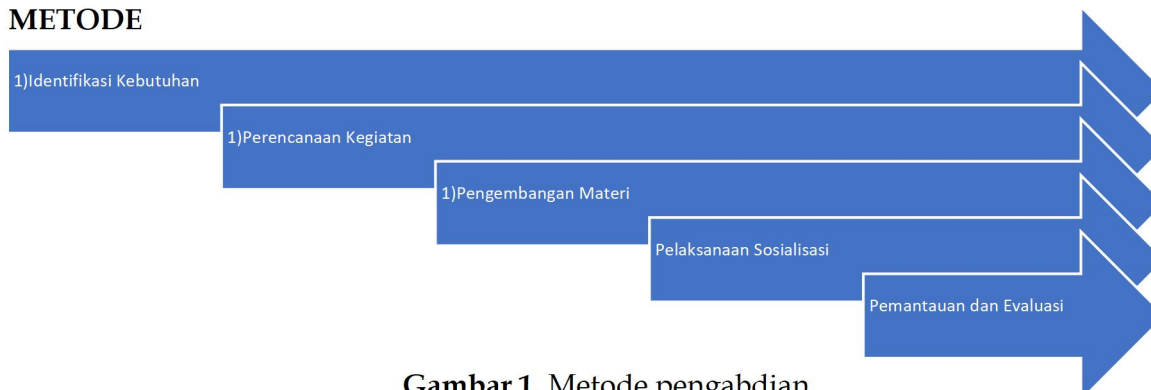 METODE
1)Identifikasi Kebutuhan
1)Perencanaan Kegiatan
1)Pengembangan Materi
Pelaksanaan Sosialisasi
Pemantauan dan Evaluasi
Gambar 1. Metode pengabdian